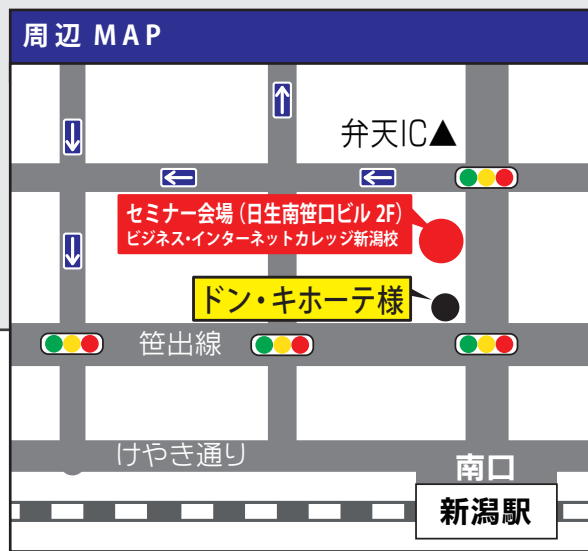 周辺 MAP
弁天IC▲
セミナー会場（日生南笹口ビル 2F）
ビジネス・インターネットカレッジ新潟校
ドン・キホーテ様
笹出線
けやき通り
南口
新潟駅